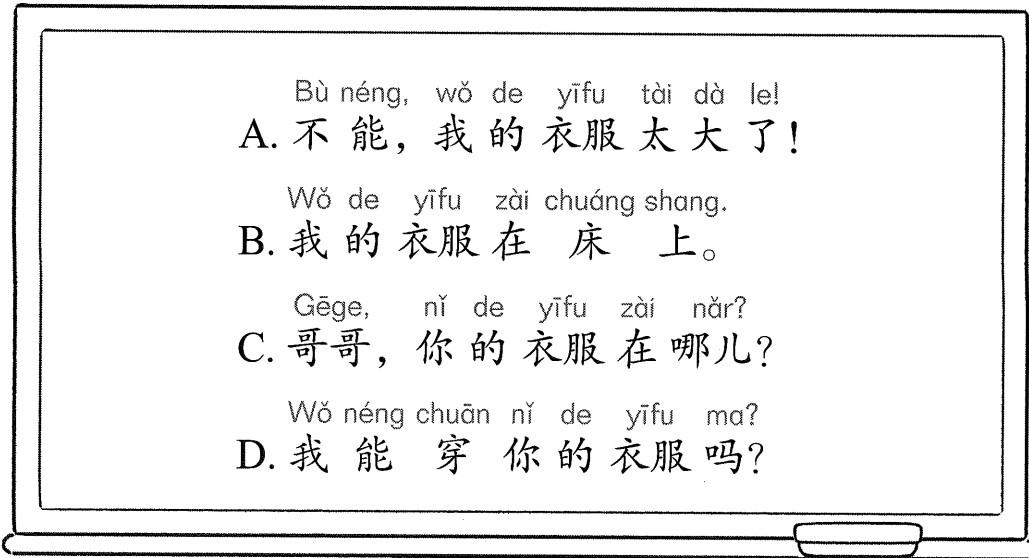 Bù néng, wǒ de yīfu tài dà le!
A. 不能，我的衣服太大了！
Wǒ de yīfu zài chuáng shang.
B. 我的衣服在床上。
Gēge, nǐ de yīfu zài nǎr?
C. 哥哥，你的衣服在哪儿？
Wǒ néng chuān nǐ de yīfu ma?
D. 我能穿你的衣服吗？